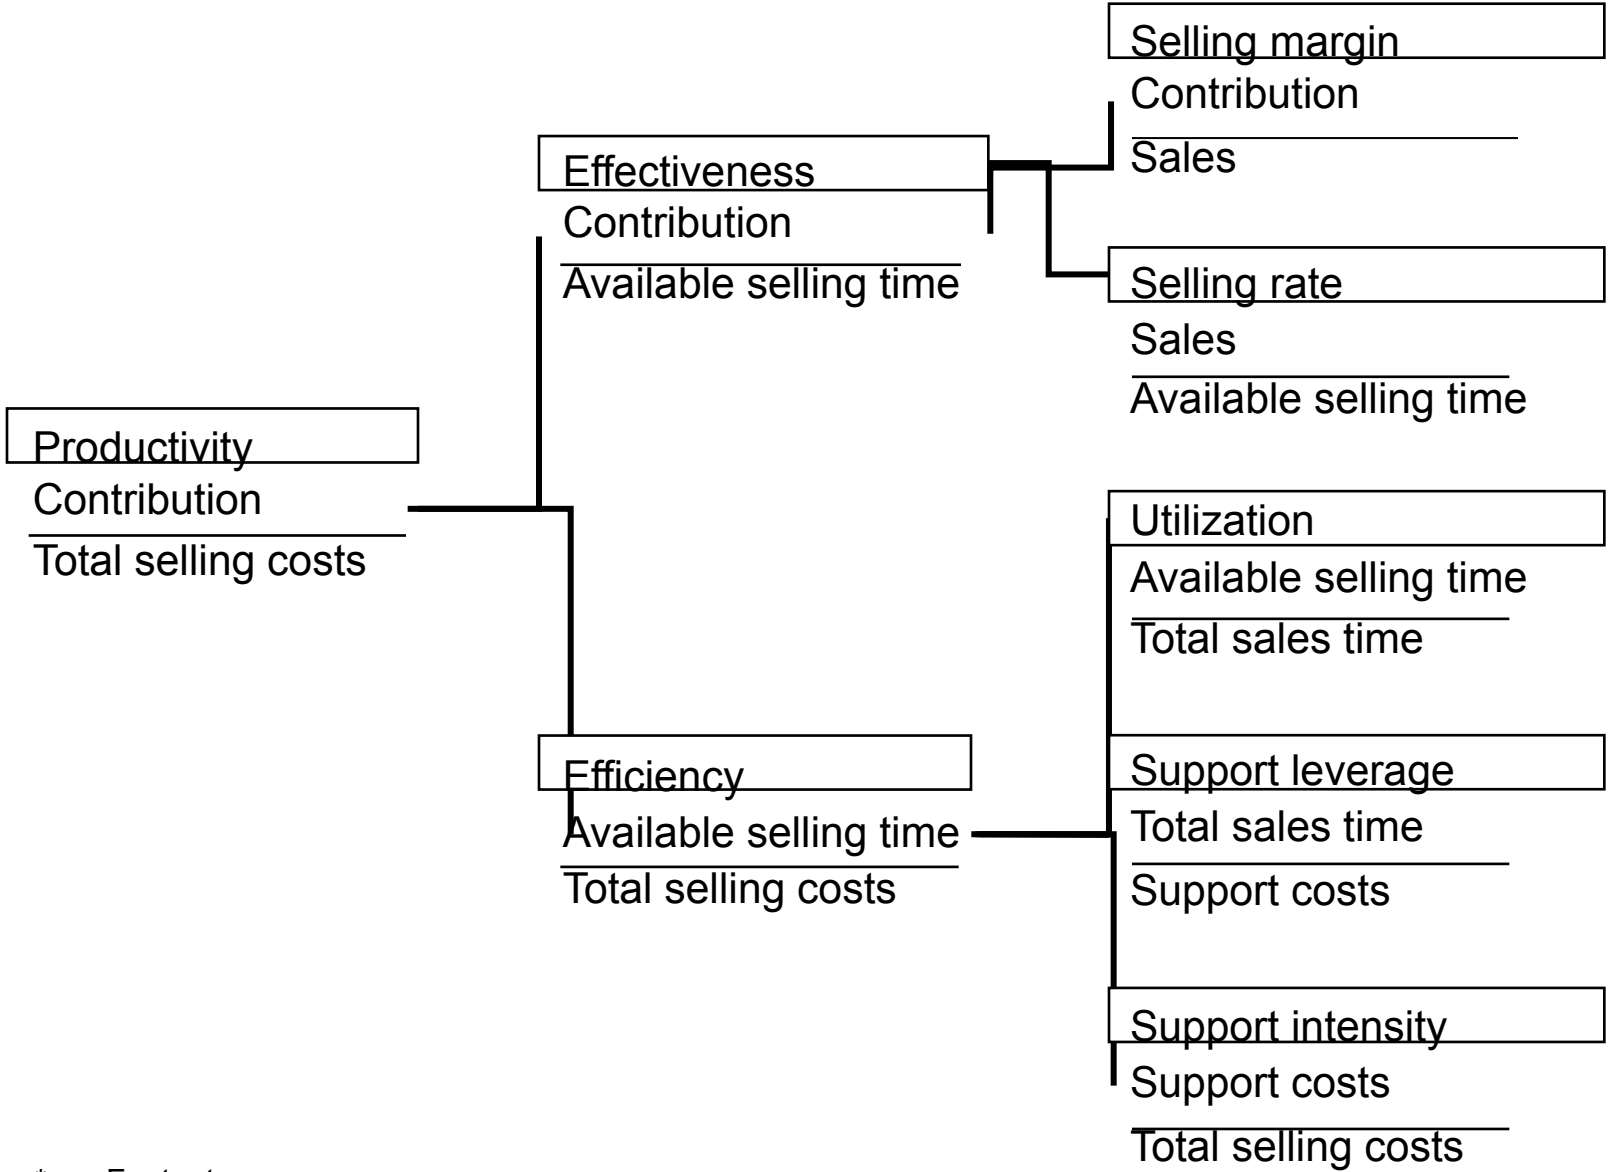 Selling margin
Contribution
Sales
Effectiveness
Contribution
Available selling time
Selling rate
Sales
Available selling time
Productivity
Contribution
Total selling costs
Utilization
Available selling time
Total sales time
Efficiency
Available selling time
Total selling costs
Support leverage
Total sales time
Support costs
Support intensity
Support costs
Total selling costs